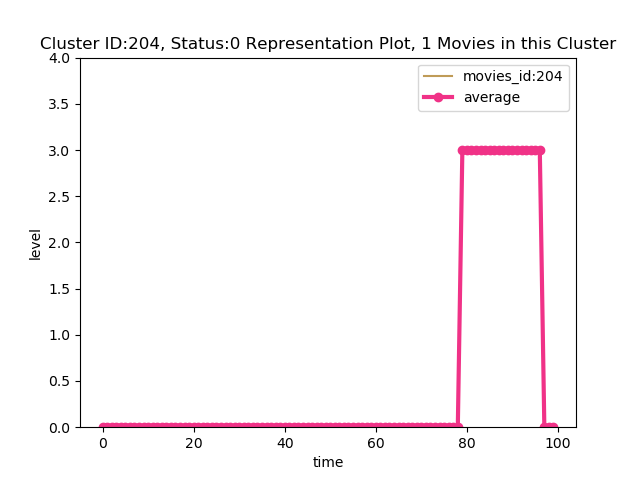 Cluster ID:204, Status:0 Representation Plot, 1 Movies in this Cluster
movies_id:204
average
level
4.0
3.5
3.0
2.5
2.0
1.5
1.0
0.5
0.0
0 20 40 60 80 100
time